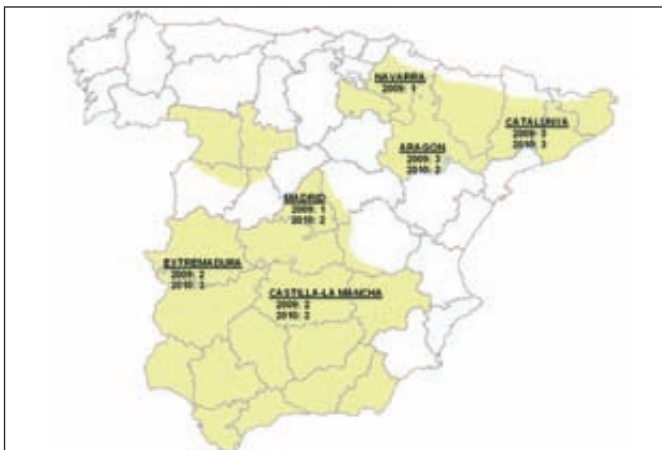 NAVARRA
2009: 1
CATALUNYA
2009: 3
2010: 3
ARAGON
2009: 3
2010: 2
MADRID
2009: 1
2010: 2
EXTREMADURA
2009: 2
2010: 3
CASTILLA-LA MANCHA
2009: 2
2010: 2